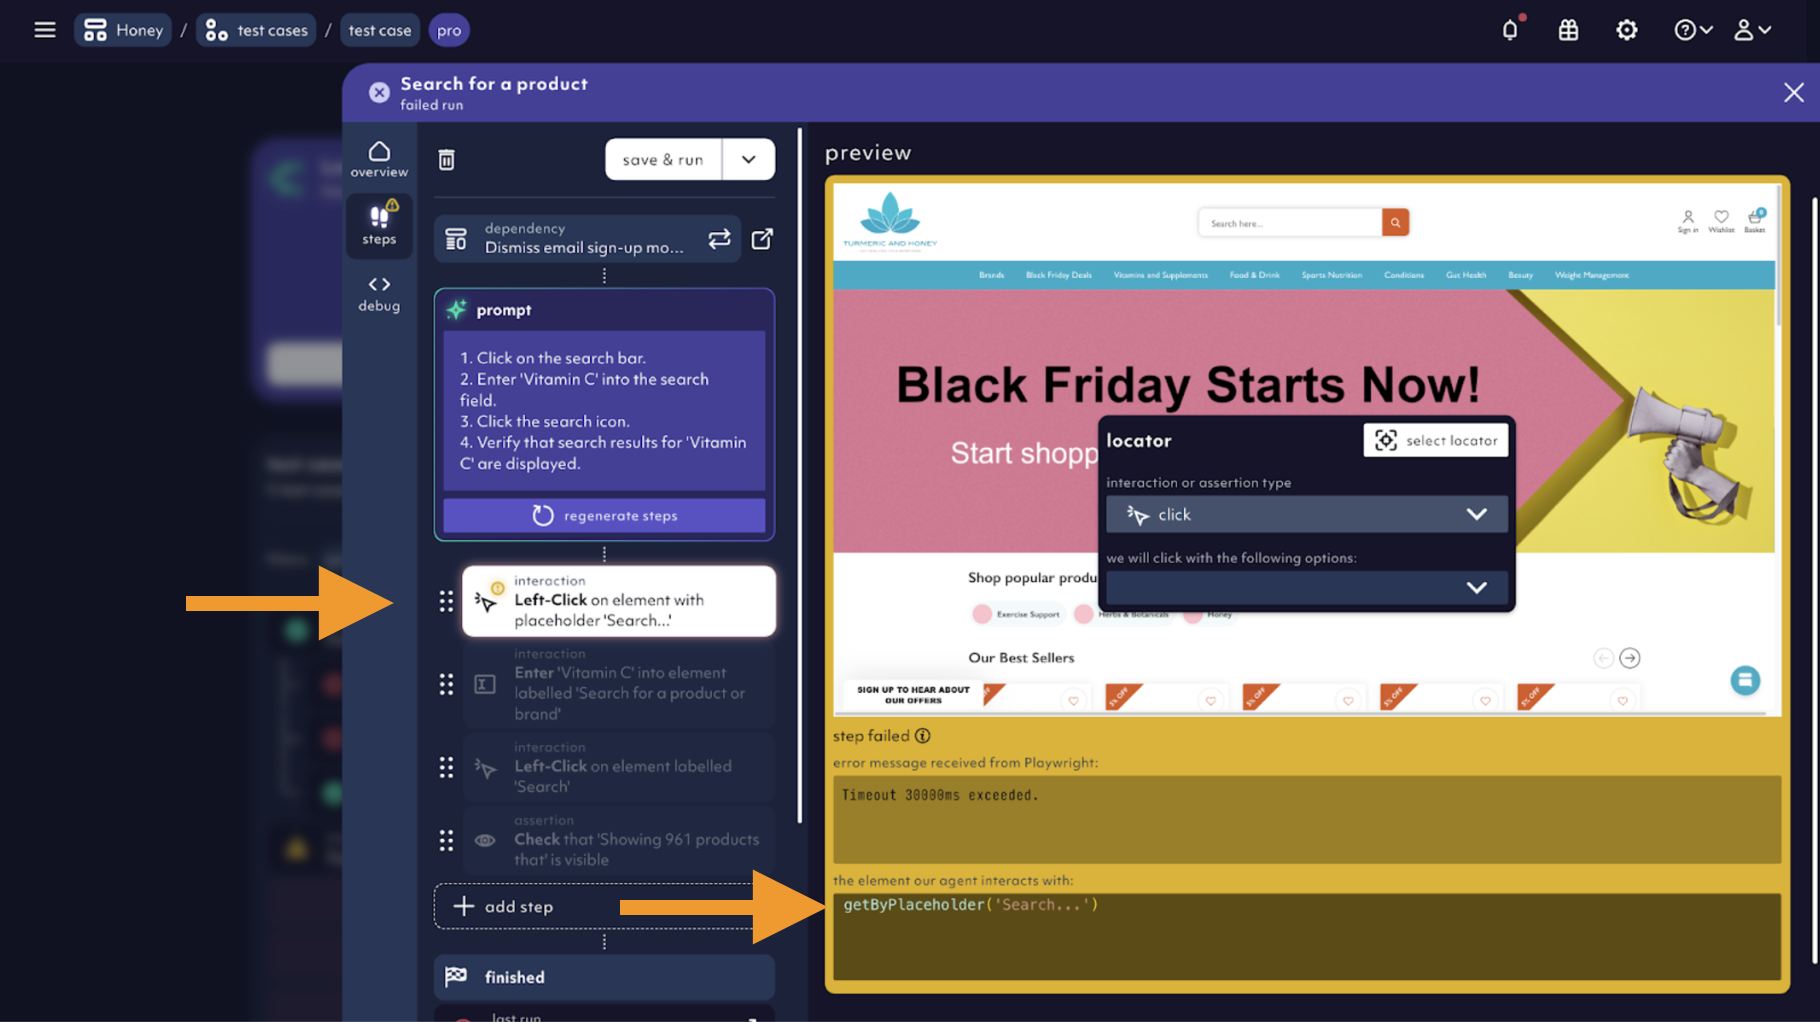 Honey / test cases / test case pro
Search for a product
failed run
overview
steps
debug
save & run
dependency
Dismiss email sign-up mo...
prompt
1. Click on the search bar.
2. Enter 'Vitamin C' into the search
field.
3. Click the search icon.
4. Verify that search results for 'Vitamin
C' are displayed.
regenerate steps
interaction
Left-Click on element with
placeholder 'Search...'
interaction
Enter 'Vitamin C' into element
labelled 'Search for a product or
brand'
interaction
Left-Click on element labelled
'Search'
assertion
Check that 'Showing 961 products
that' is visible
add step
finished
last run
preview
TURMERIC AND HONEY
Search here...
Sign in Wishlist Basket
Brands Black Friday Deals Vitamins and Supplements Food & Drink Sports Nutrition Conditions Gut Health Beauty Weight Management
Black Friday Starts Now!
Start shopp
locator
select locator
interaction or assertion type
click
we will click with the following options:
Shop popular produ
Exercise Support Herbs & Botanicals Honey
Our Best Sellers
SIGN UP TO HEAR ABOUT
OUR OFFERS
5% OFF 5% OFF 5% OFF 5% OFF
step failed
error message received from Playwright:
Timeout 30000ms exceeded.
the element our agent interacts with:
getByPlaceholder('Search...')